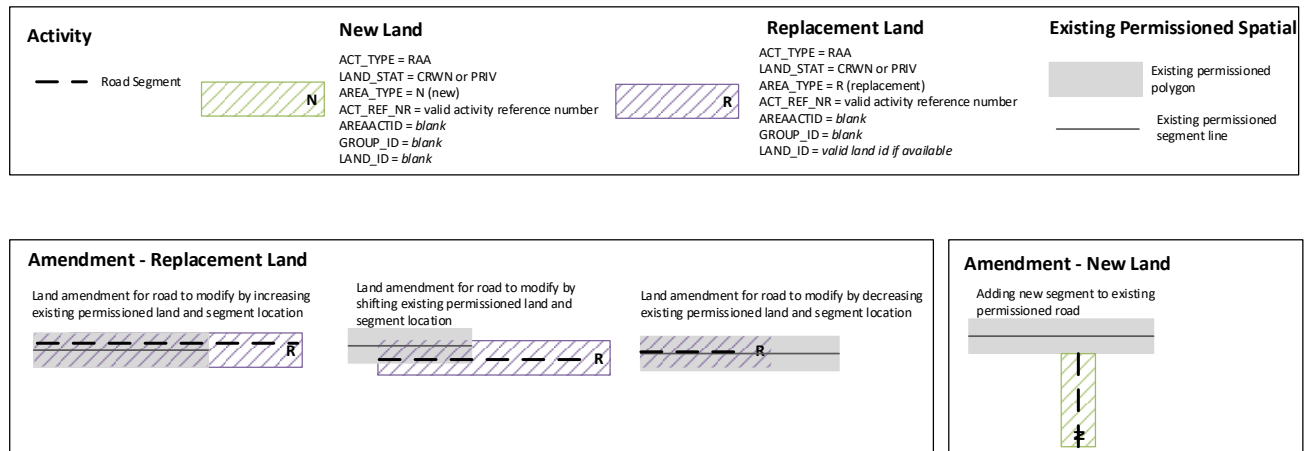 Activity
Road Segment
N
New Land
ACT_TYPE = RAA
LAND_STAT = CRWN or PRIV
AREA_TYPE = N (new)
ACT_REF_NR = valid activity reference number
AREAACTID = blank
GROUP_ID = blank
LAND_ID = blank
R
Replacement Land
ACT_TYPE = RAA
LAND_STAT = CRWN or PRIV
AREA_TYPE = R (replacement)
ACT_REF_NR = valid activity reference number
AREAACTID = blank
GROUP_ID = blank
LAND_ID = valid land id if available
Existing Permissioned Spatial
Existing permissioned
polygon
Existing permissioned
segment line
Amendment - Replacement Land
Land amendment for road to modify by increasing
existing permissioned land and segment location
R
Land amendment for road to modify by
shifting existing permissioned land and
segment location
R
Land amendment for road to modify by decreasing
existing permissioned land and segment location
R
Amendment - New Land
Adding new segment to existing
permissioned road
N